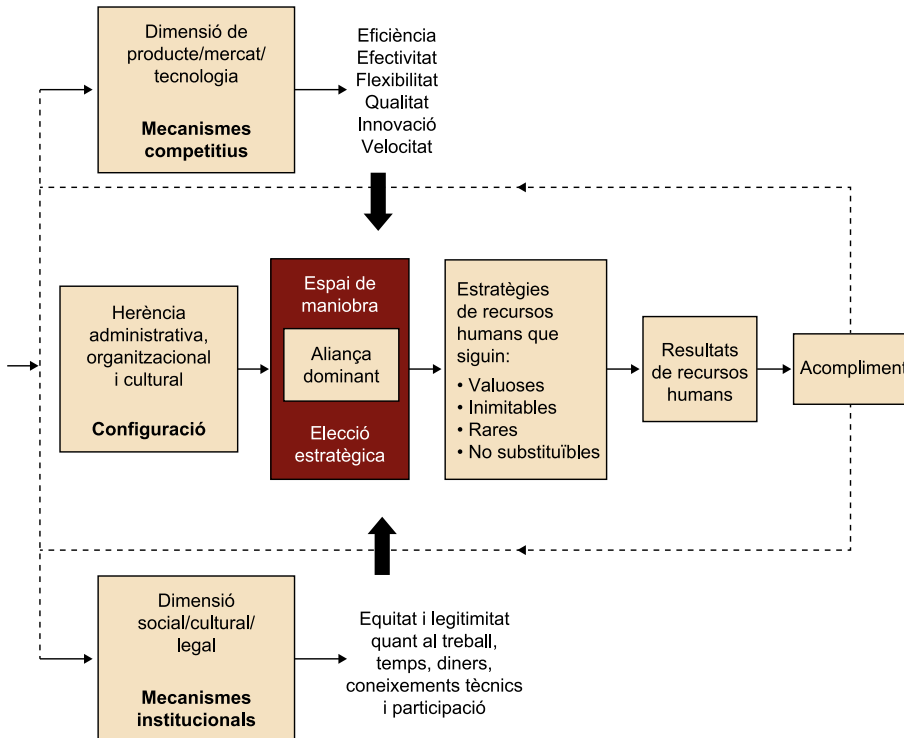 Dimensió de
producte/mercat/
tecnologia
Mecanismes
competitius
Eficiència
Efectivitat
Flexibilitat
Qualitat
Innovació
Velocitat
Herència
administrativa,
organitzacional
i cultural
Configuració
Espai de
maniobra
Aliança
dominant
Elecció
estratègica
Estratègies
de recursos
humans que
siguin:
• Valuoses
• Inimitables
• Rares
• No substituïbles
Resultats
de recursos
humans
Acompliment
Dimensió
social/cultural/
legal
Mecanismes
institucionals
Equitat i legitimitat
quant al treball,
temps, diners,
coneixements tècnics
i participació